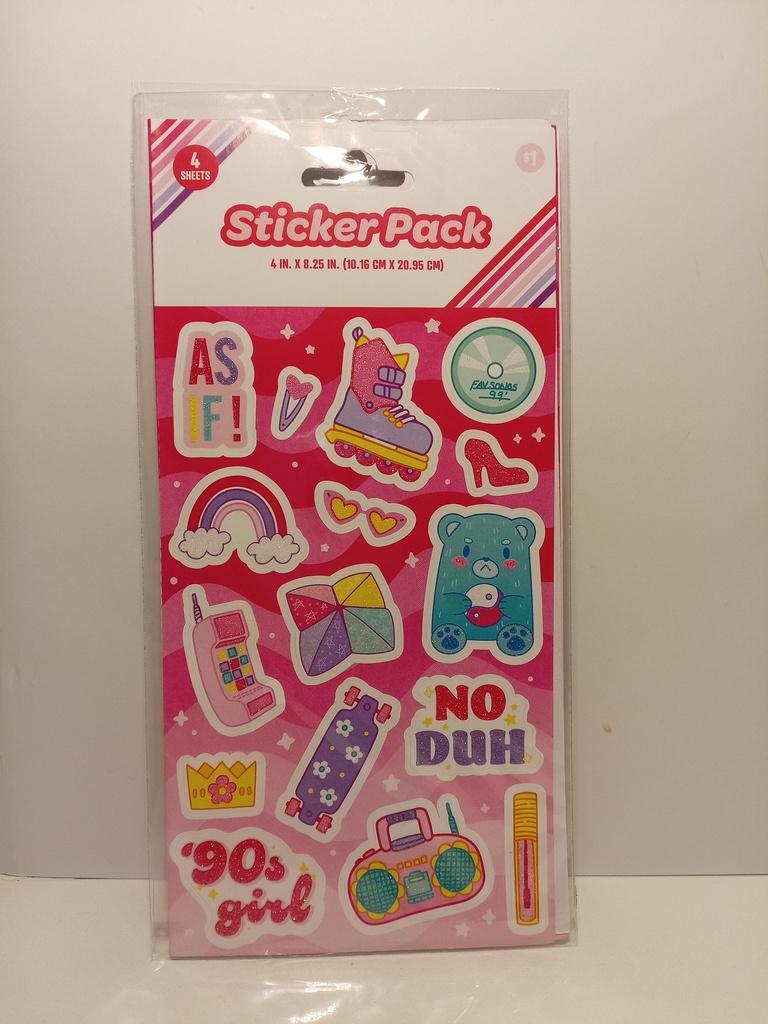 4
SHEETS
$1
Sticker Pack
4 IN. X 8.25 IN. (10.16 CM X 20.95 CM)
AS
IF!
FAV SONGS
99'
NO
DUH
'90s
girl